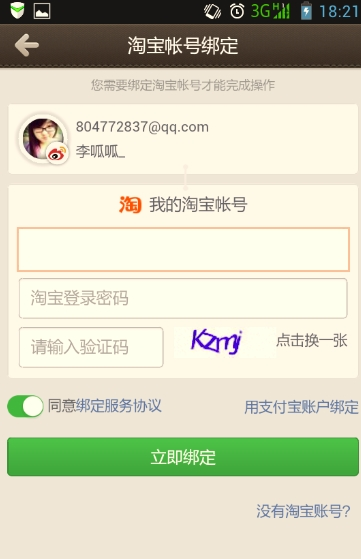 3G 18:21
淘宝帐号绑定
您需要绑定淘宝帐号才能完成操作
804772837@qq.com
李呱呱_
淘 我的淘宝帐号
淘宝登录密码
请输入验证码 Kzmj 点击换一张
同意绑定服务协议 用支付宝账户绑定
立即绑定
没有淘宝账号?